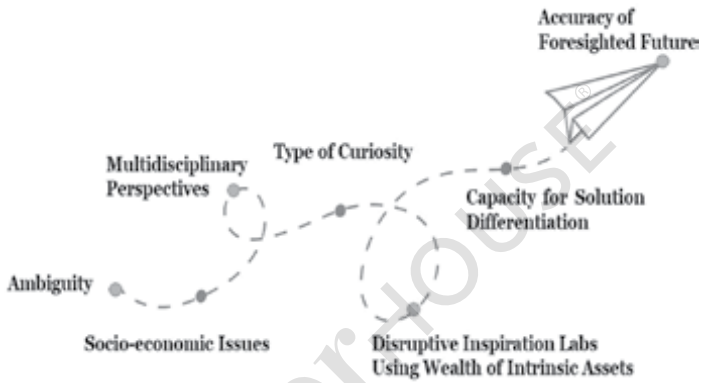 Accuracy of
Foresighted Future
Type of Curiosity
Multidisciplinary
Perspectives
Capacity for Solution
Differentiation
Ambiguity
Socio-economic Issues
Disruptive Inspiration Labs
Using Wealth of Intrinsic Assets
HOUSE®